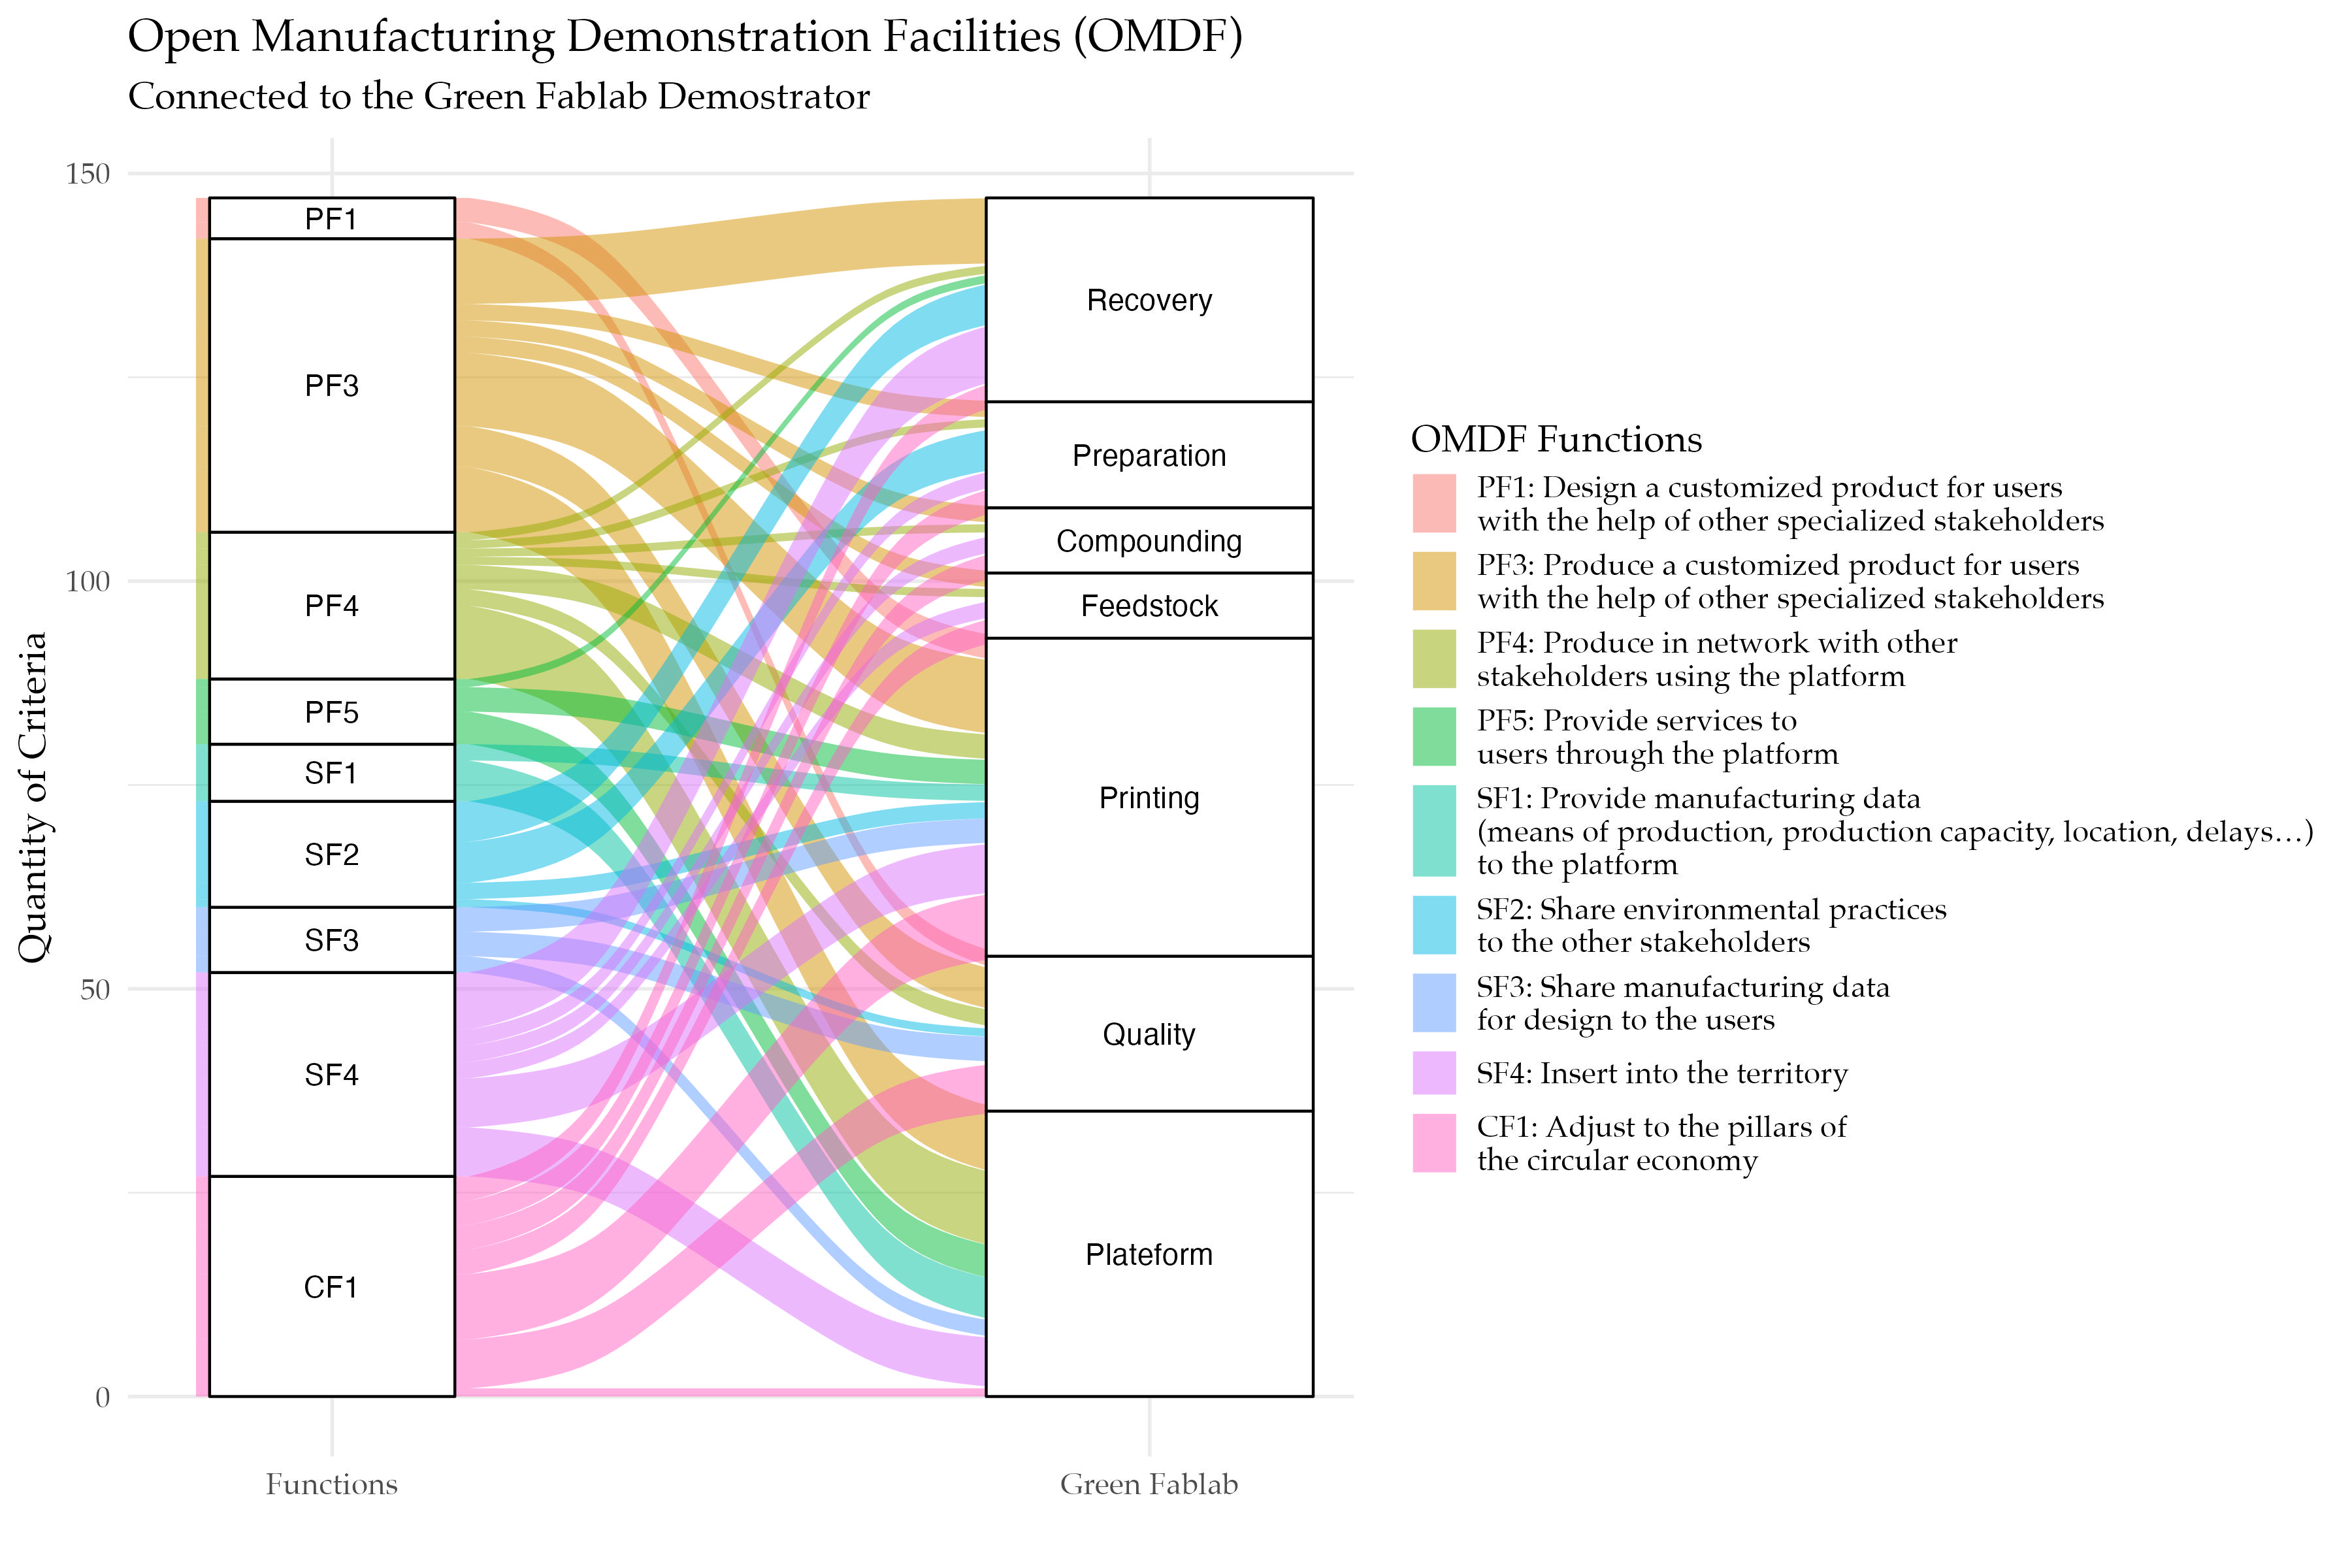 Open Manufacturing Demonstration Facilities (OMDF)
Connected to the Green Fablab Demostrator
Quantity of Criteria
150
100
50
0
PF1
PF3
PF4
PF5
SF1
SF2
SF3
SF4
CF1
Recovery
Preparation
Compounding
Feedstock
Printing
Quality
Plateform
Functions
Green Fablab
OMDF Functions
PF1: Design a customized product for users
with the help of other specialized stakeholders
PF3: Produce a customized product for users
with the help of other specialized stakeholders
PF4: Produce in network with other
stakeholders using the platform
PF5: Provide services to
users through the platform
SF1: Provide manufacturing data
(means of production, production capacity, location, delays…)
to the platform
SF2: Share environmental practices
to the other stakeholders
SF3: Share manufacturing data
for design to the users
SF4: Insert into the territory
CF1: Adjust to the pillars of
the circular economy